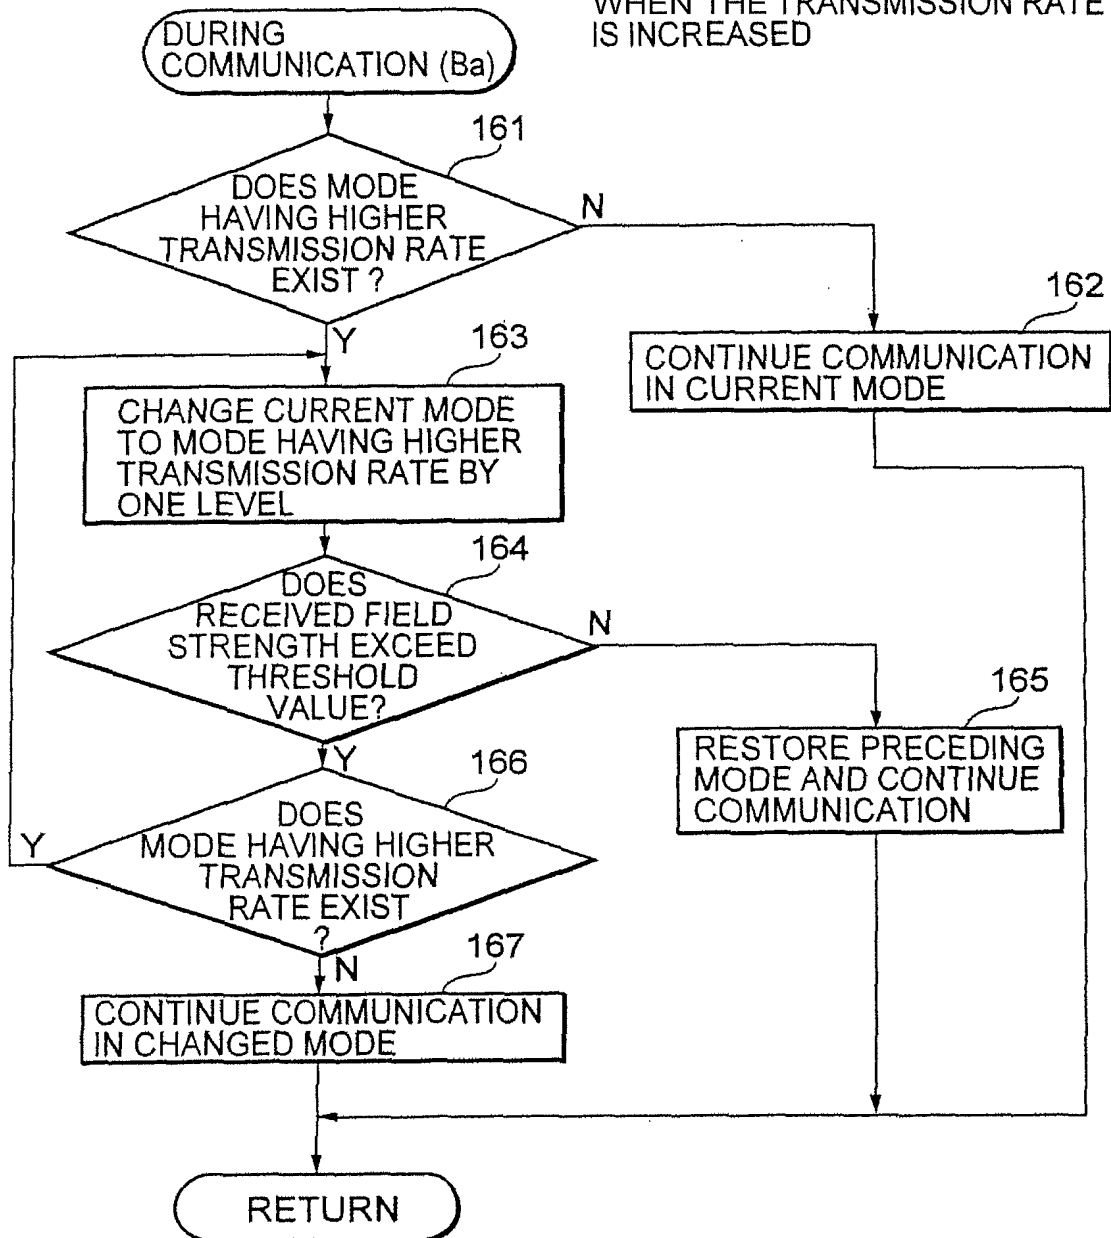 WHEN THE TRANSMISSION RATE
IS INCREASED
DURING
COMMUNICATION (Ba)
161
DOES MODE
HAVING HIGHER
TRANSMISSION RATE
EXIST ?
N
Y
162
CONTINUE COMMUNICATION
IN CURRENT MODE
163
CHANGE CURRENT MODE
TO MODE HAVING HIGHER
TRANSMISSION RATE BY
ONE LEVEL
164
DOES
RECEIVED FIELD
STRENGTH EXCEED
THRESHOLD
VALUE?
N
Y
165
RESTORE PRECEDING
MODE AND CONTINUE
COMMUNICATION
166
DOES
MODE HAVING HIGHER
TRANSMISSION
RATE EXIST
?
Y
N
167
CONTINUE COMMUNICATION
IN CHANGED MODE
RETURN